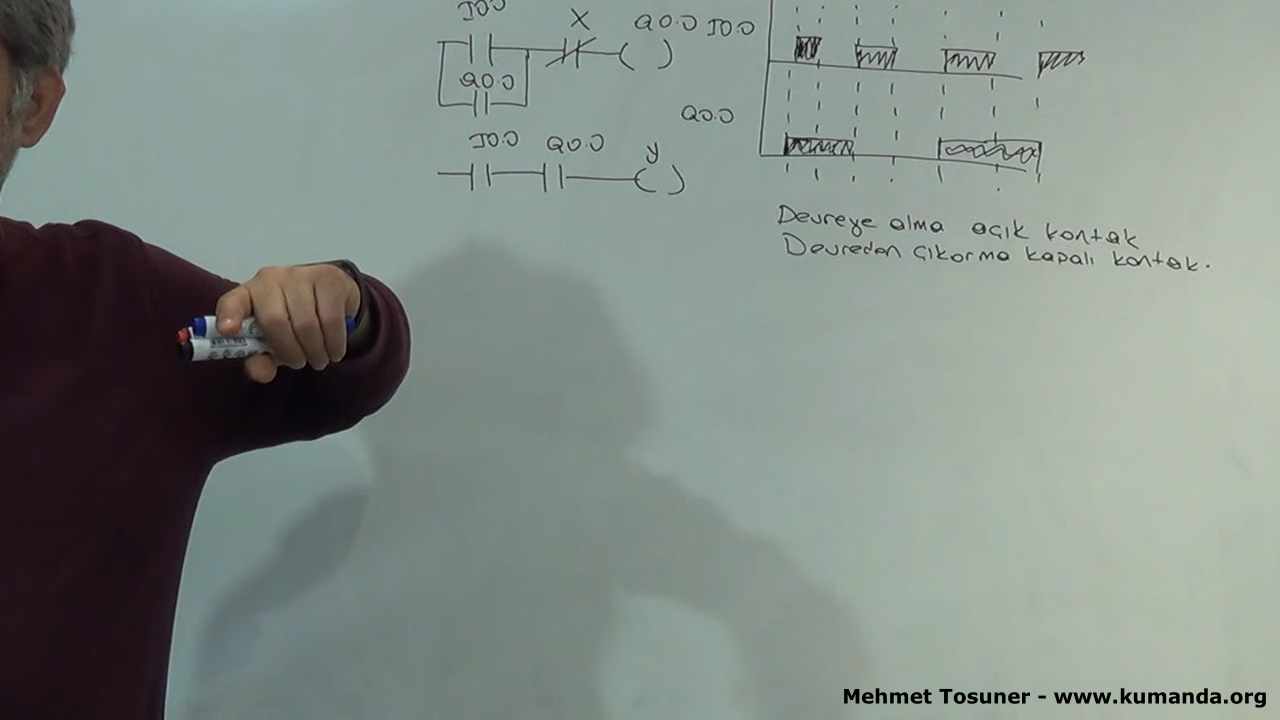 I0.0
X Q0.0
Q0.0
I0.0 Q0.0 y
I0.0
Q0.0
Devreye alma açık kontak
Devreden çıkarma kapalı kontak.
Mehmet Tosuner - www.kumanda.org